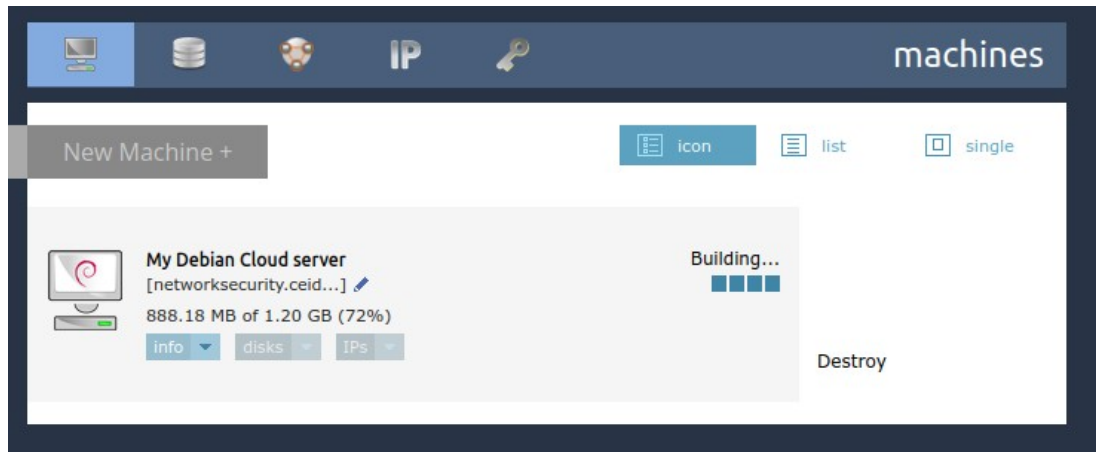 IP
machines
New Machine +
icon
list
single
My Debian Cloud server
Building...
[networksecurity.ceid...]
888.18 MB of 1.20 GB (72%)
info
disks
IPs
Destroy